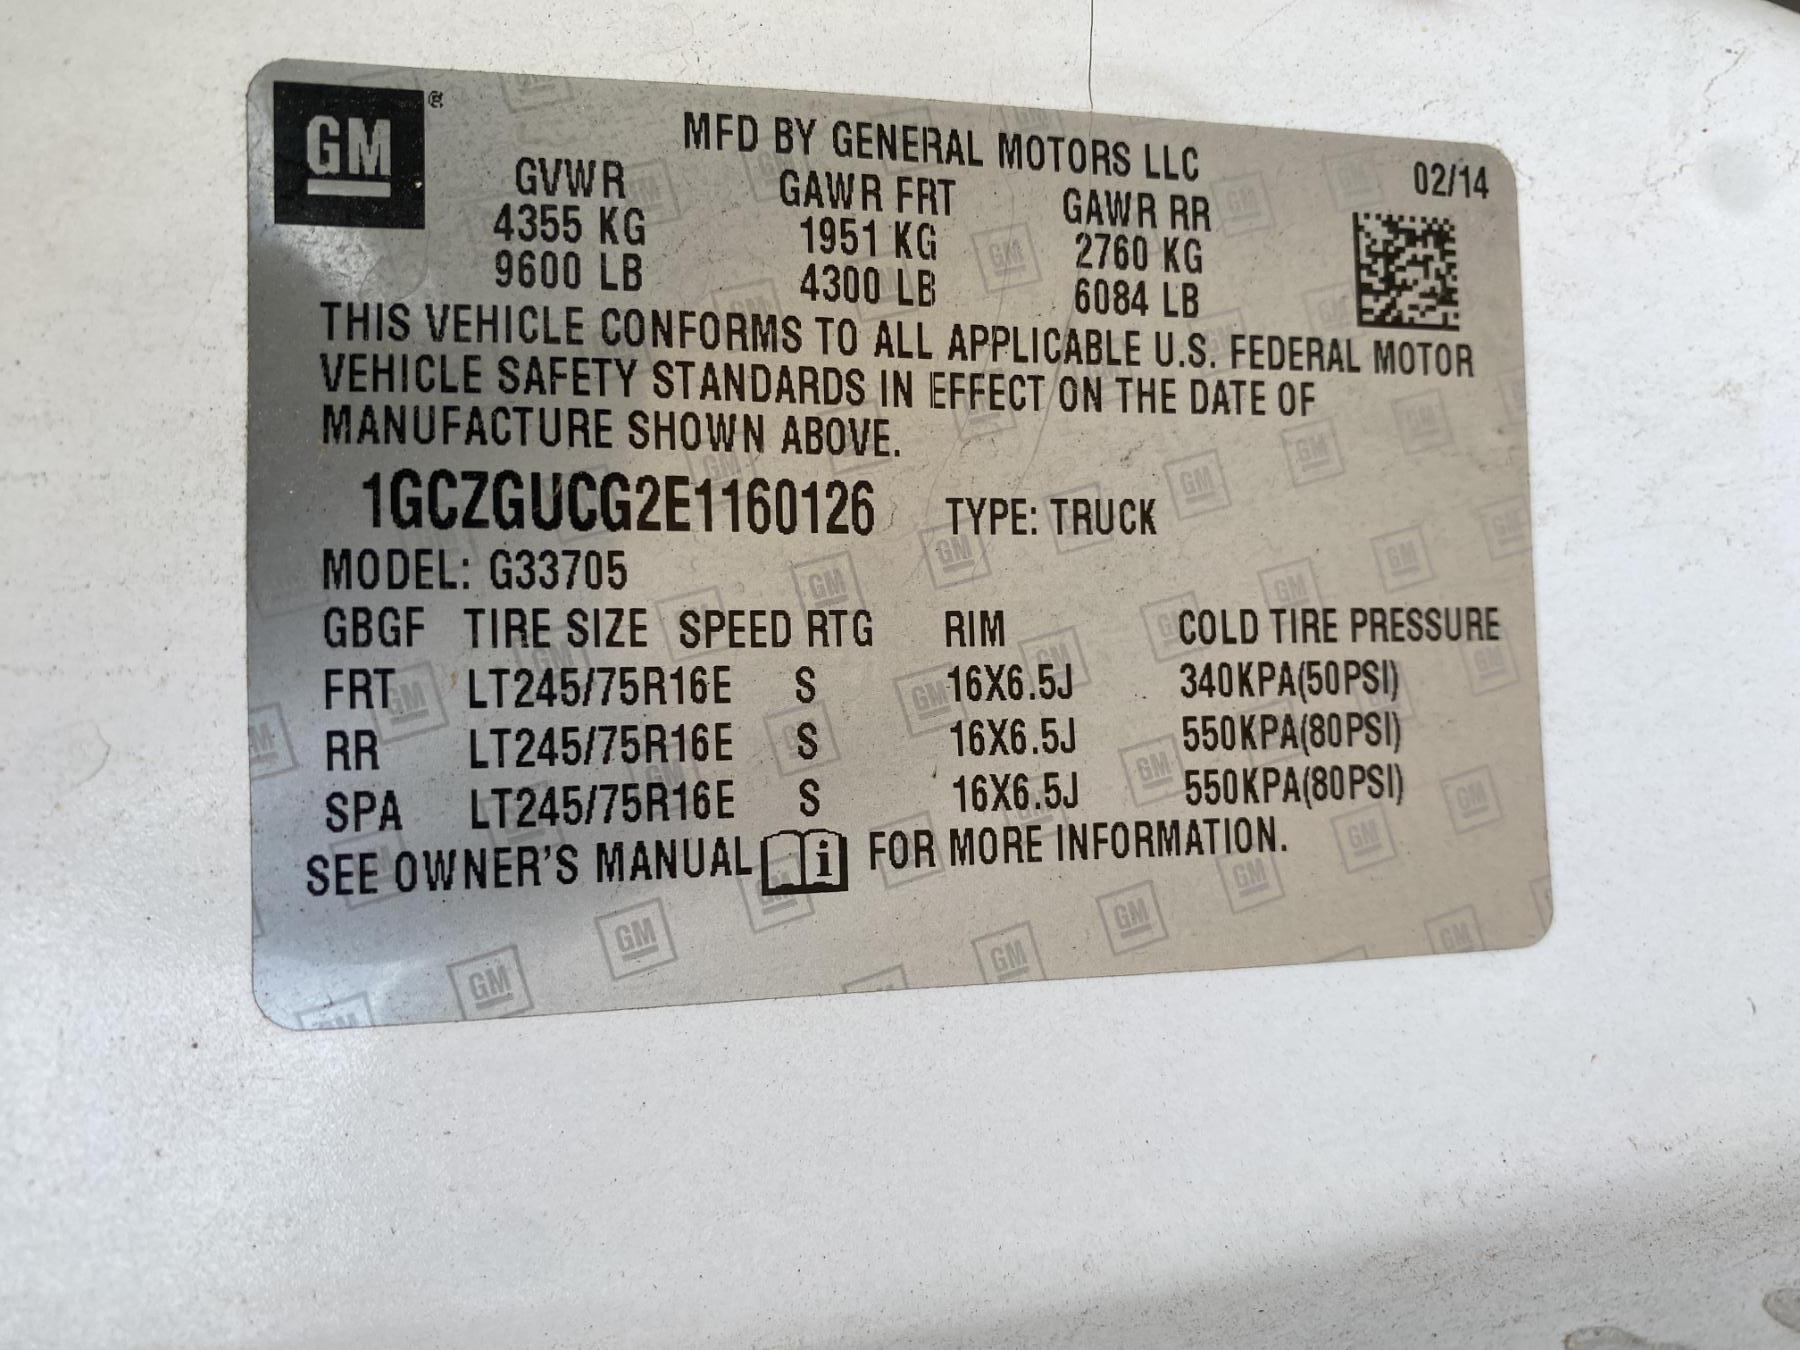 GM®
MFD BY GENERAL MOTORS LLC
02/14
GVWR GAWR FRT GAWR RR
4355 KG 1951 KG 2760 KG
9600 LB 4300 LB 6084 LB
THIS VEHICLE CONFORMS TO ALL APPLICABLE U.S. FEDERAL MOTOR
VEHICLE SAFETY STANDARDS IN EFFECT ON THE DATE OF
MANUFACTURE SHOWN ABOVE.
1GCZGUCG2E1160126 TYPE: TRUCK
MODEL: G33705
GBGF TIRE SIZE SPEED RTG RIM COLD TIRE PRESSURE
FRT LT245/75R16E S 16X6.5J 340KPA(50PSI)
RR LT245/75R16E S 16X6.5J 550KPA(80PSI)
SPA LT245/75R16E S 16X6.5J 550KPA(80PSI)
SEE OWNER'S MANUAL i FOR MORE INFORMATION.